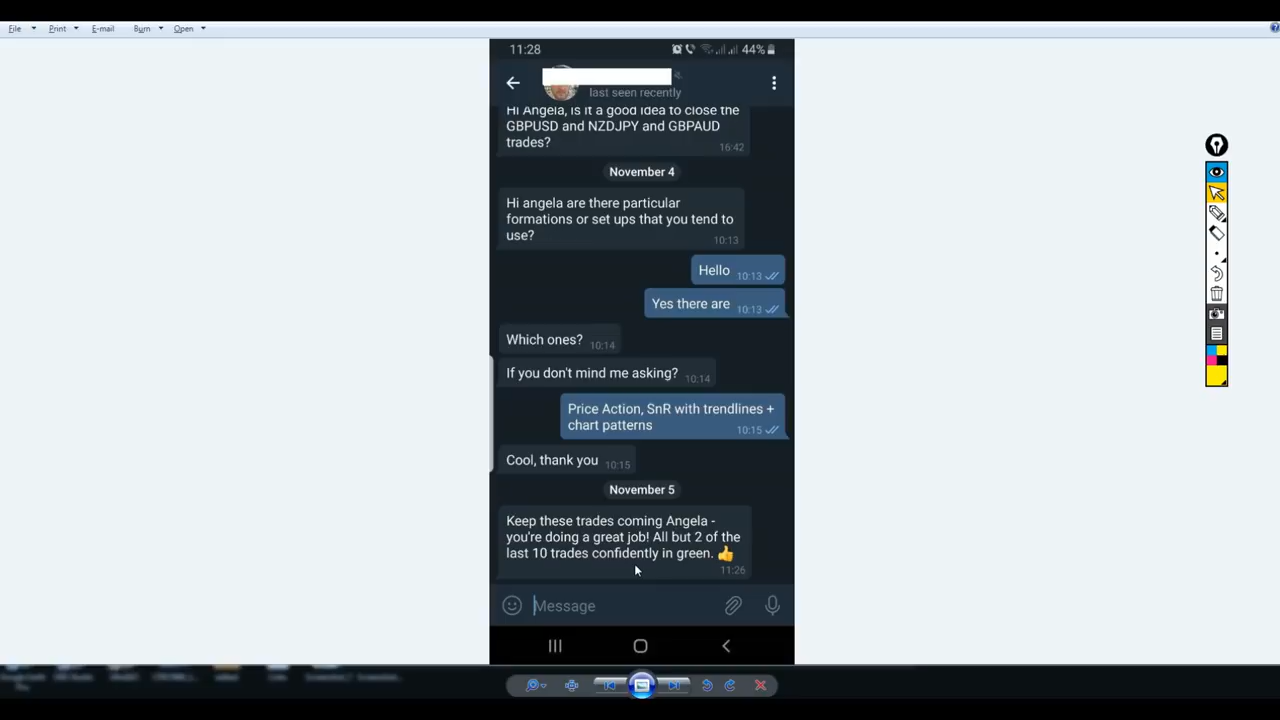 File Print E-mail Burn Open
11:28 44%
last seen recently
Hi Angela, is it a good idea to close the
GBPUSD and NZDJPY and GBPAUD
trades?
16:42
November 4
Hi angela are there particular
formations or set ups that you tend to
use?
10:13
Hello 10:13
Yes there are 10:13
Which ones? 10:14
If you don't mind me asking? 10:14
Price Action, SnR with trendlines +
chart patterns 10:15
Cool, thank you 10:15
November 5
Keep these trades coming Angela -
you're doing a great job! All but 2 of the
last 10 trades confidently in green. 👍
11:26
Message